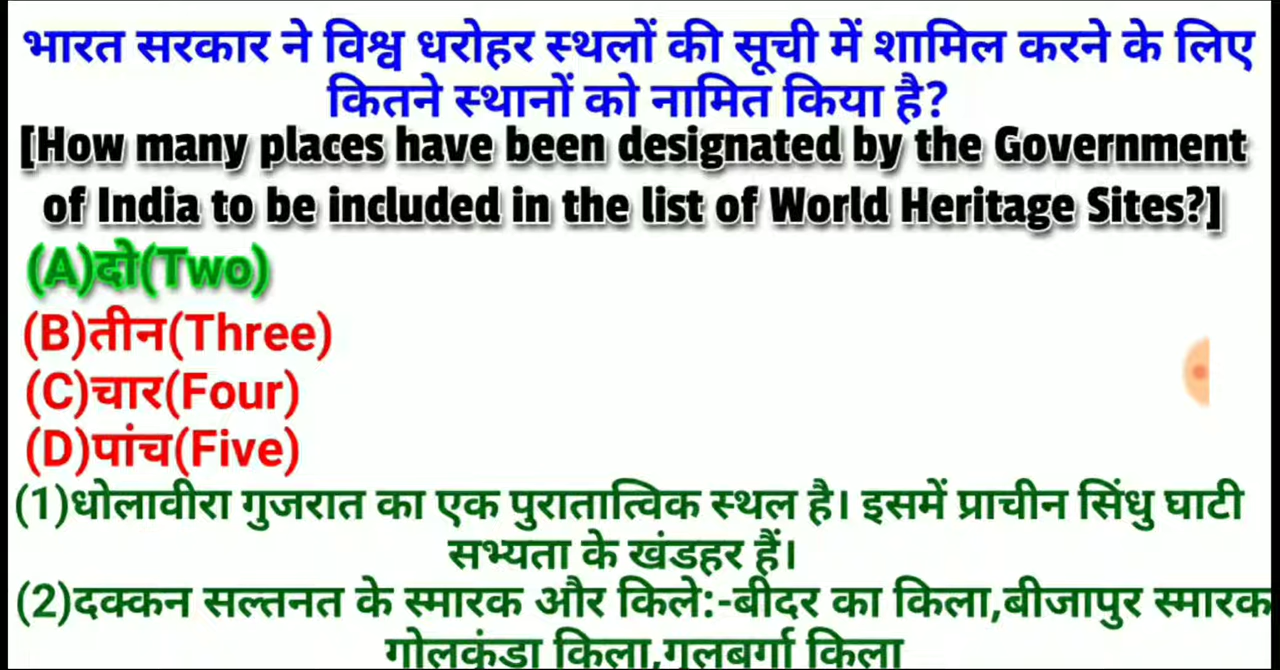 भारत सरकार ने विश्व धरोहर स्थलों की सूची में शामिल करने के लिए
कितने स्थानों को नामित किया है?
[How many places have been designated by the Government
of India to be included in the list of World Heritage Sites?]
(A)दो(Two)
(B)तीन(Three)
(C)चार(Four)
(D)पांच(Five)
(1)धोलावीरा गुजरात का एक पुरातात्विक स्थल है। इसमें प्राचीन सिंधु घाटी
सभ्यता के खंडहर हैं।
(2)दक्कन सल्तनत के स्मारक और किले:-बीदर का किला,बीजापुर स्मारक
गोलकुंडा किला,गुलबर्गा किला